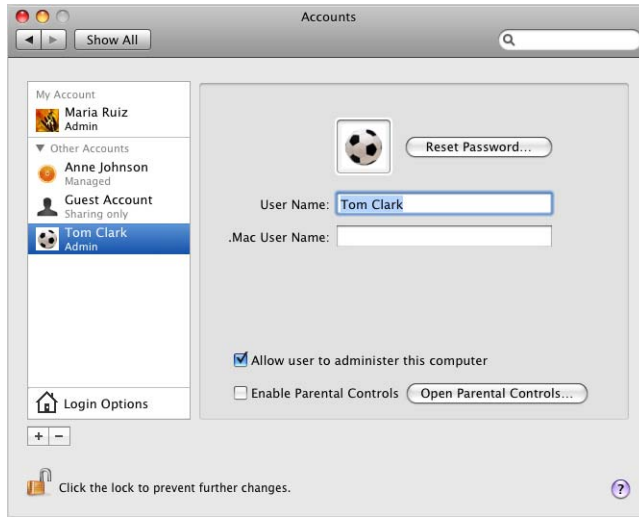 Accounts
Show All
My Account
Maria Ruiz
Admin
Other Accounts
Anne Johnson
Managed
Guest Account
Sharing only
Tom Clark
Admin
Login Options
Reset Password...
User Name: Tom Clark
.Mac User Name:
Allow user to administer this computer
Enable Parental Controls Open Parental Controls...
+ −
Click the lock to prevent further changes.
?